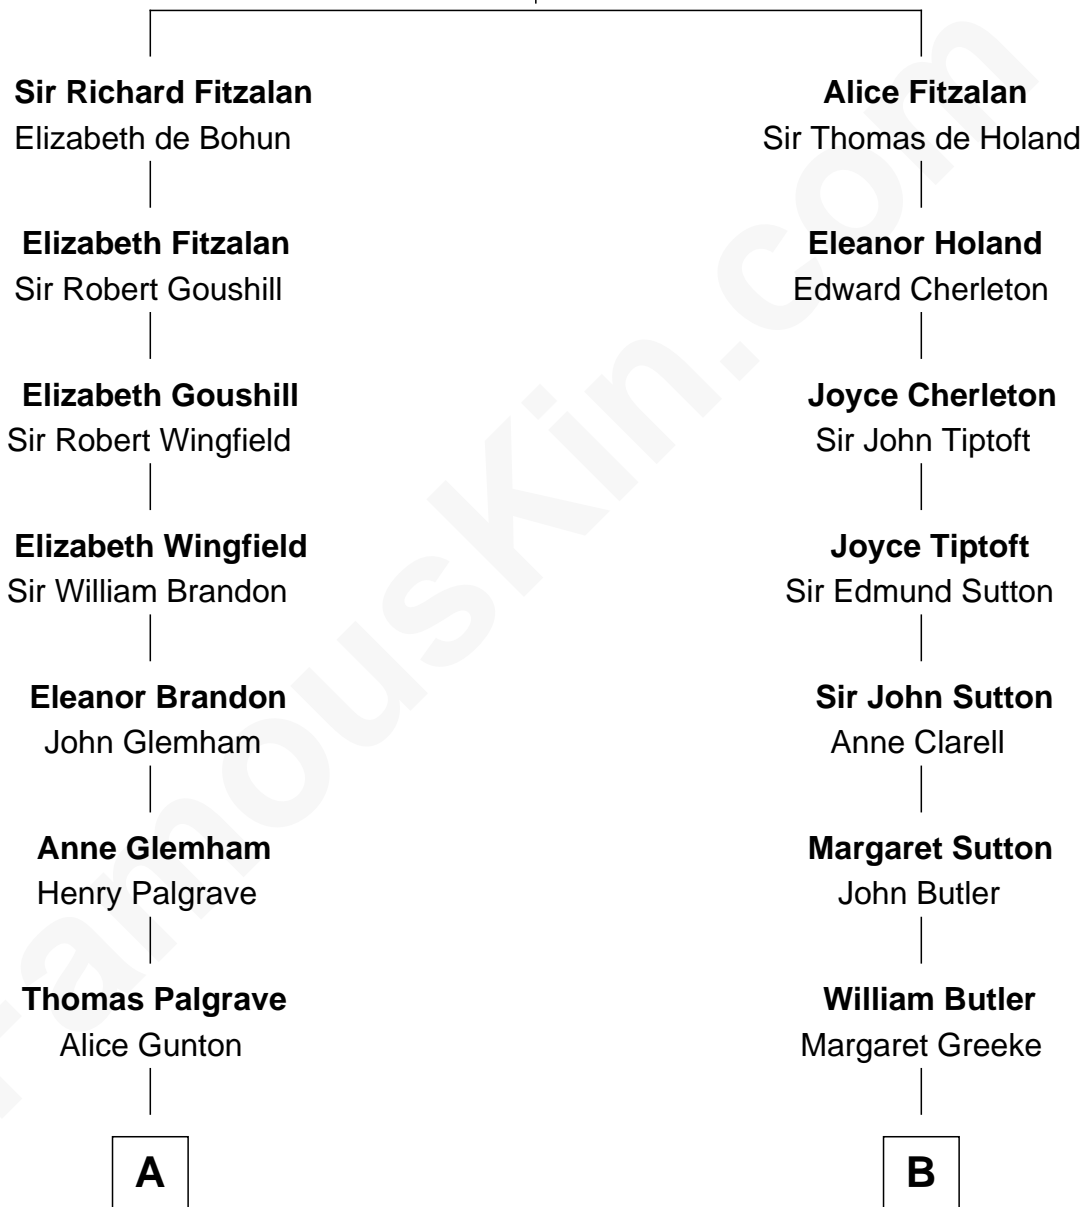 Sir Richard Fitzalan
Elizabeth de Bohun
Elizabeth Fitzalan
Sir Robert Goushill
Elizabeth Goushill
Sir Robert Wingfield
Elizabeth Wingfield
Sir William Brandon
Eleanor Brandon
John Glemham
Anne Glemham
Henry Palgrave
Thomas Palgrave
Alice Gunton
A
Alice Fitzalan
Sir Thomas de Holand
Eleanor Holand
Edward Cherleton
Joyce Cherleton
Sir John Tiptoft
Joyce Tiptoft
Sir Edmund Sutton
Sir John Sutton
Anne Clarell
Margaret Sutton
John Butler
William Butler
Margaret Greeke
B
FamousKin.com